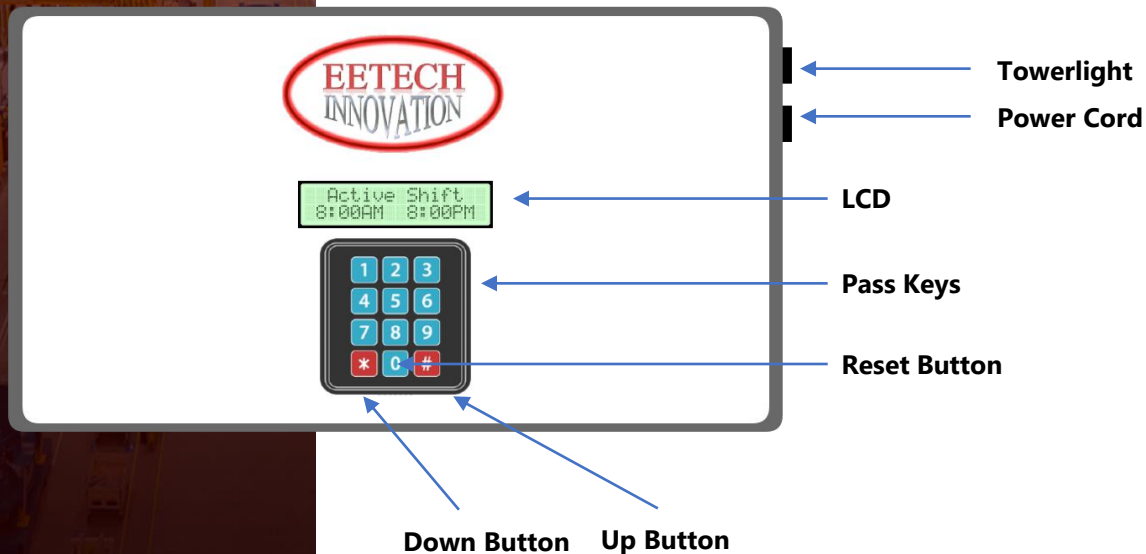 EETECH
INNOVATION
Towerlight
Power Cord
Active Shift
8:00AM 8:00PM
LCD
1 2 3
Pass Keys
4 5 6
7 8 9
* 0 #
Reset Button
Down Button
Up Button